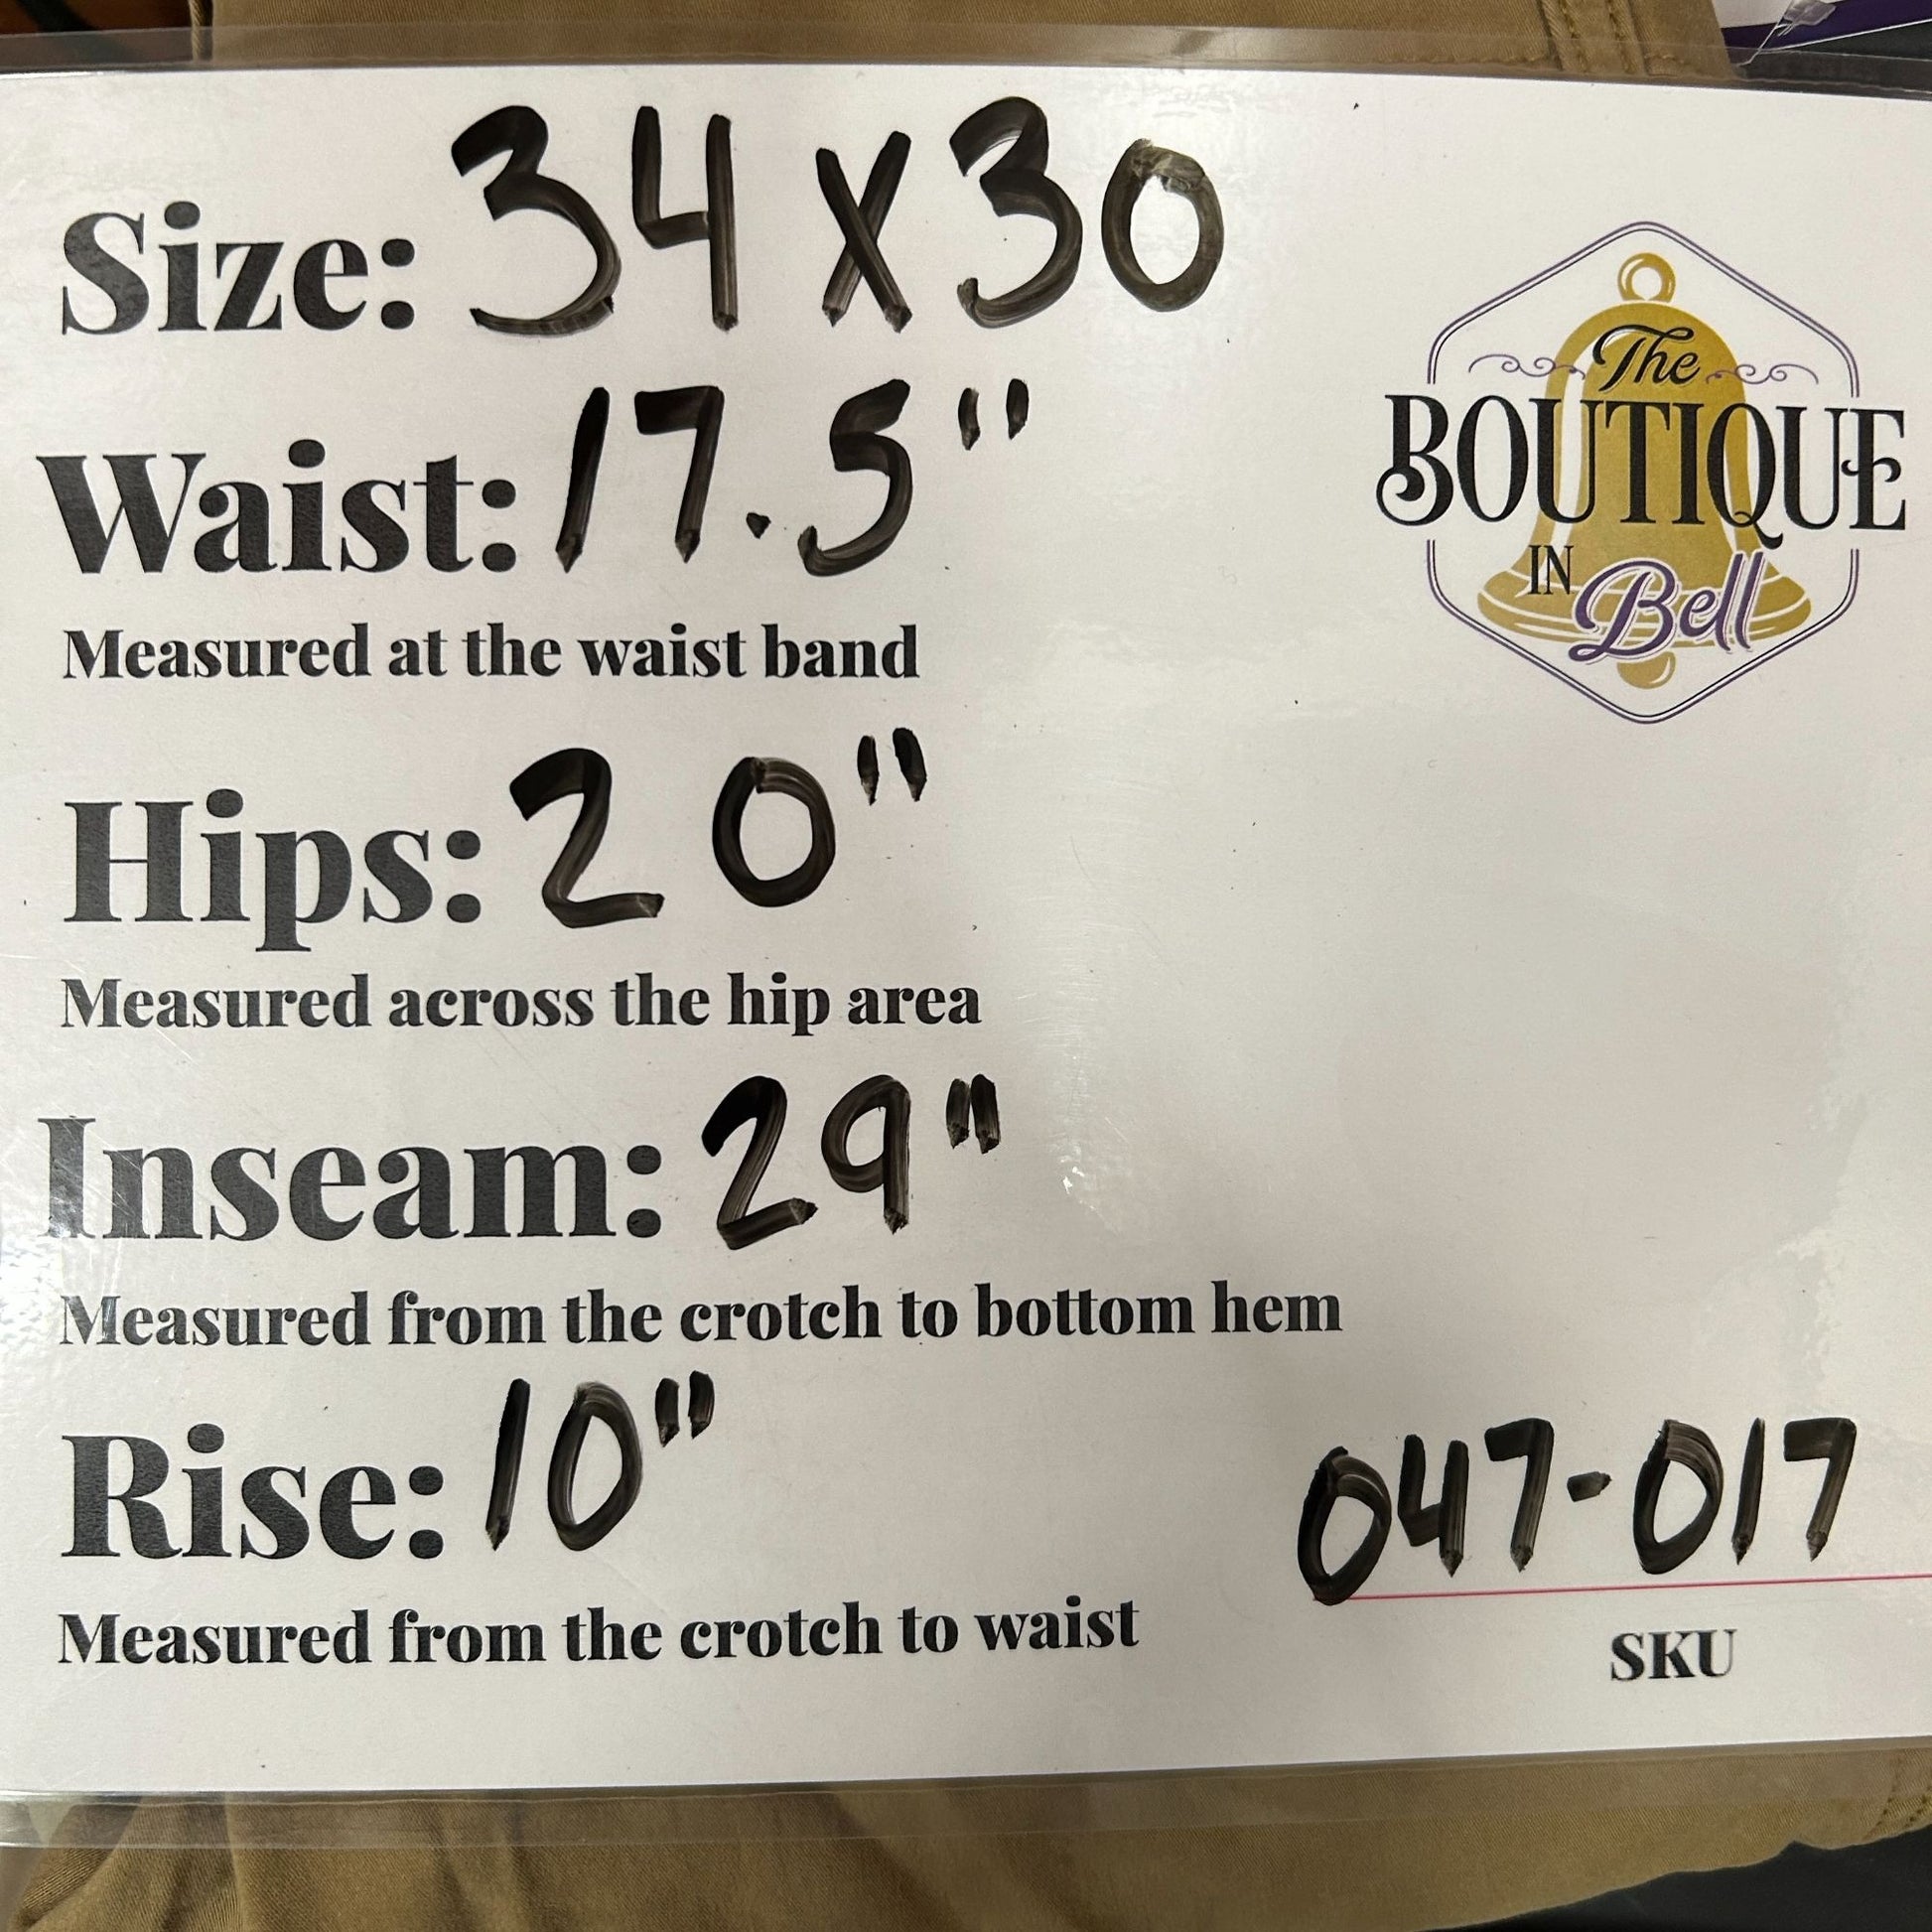 Size: 34 x 30
The
BOUTIQUE
IN Bell
Waist: 17.5"
Measured at the waist band
Hips: 20"
Measured across the hip area
Inseam: 29"
Measured from the crotch to bottom hem
Rise: 10"
047-017
Measured from the crotch to waist
SKU